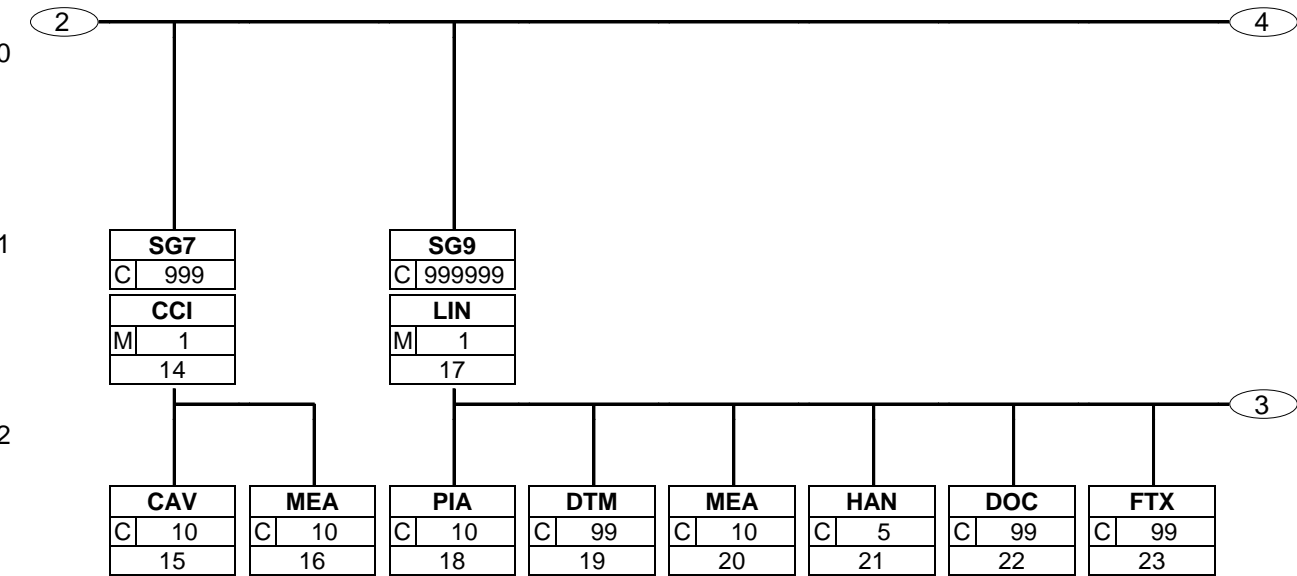 2 4
0
1
SG7 SG9
C 999 C 999999
CCI LIN
M 1 M 1
14 17
3
2
CAV MEA PIA DTM MEA HAN DOC FTX
C 10 C 10 C 10 C 99 C 10 C 5 C 99 C 99
15 16 18 19 20 21 22 23